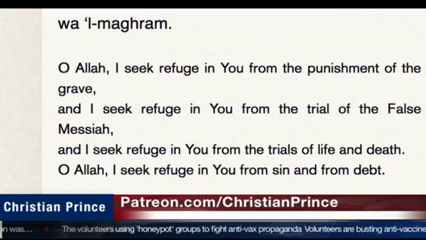 wa 'l-maghram.
O Allah, I seek refuge in You from the punishment of the
grave,
and I seek refuge in You from the trial of the False
Messiah,
and I seek refuge in You from the trials of life and death.
O Allah, I seek refuge in You from sin and from debt.
Christian Prince
Patreon.com/ChristianPrince
on was... The volunteers using 'honeypot' groups to fight anti-vax propaganda Volunteers are busting anti-vaccine